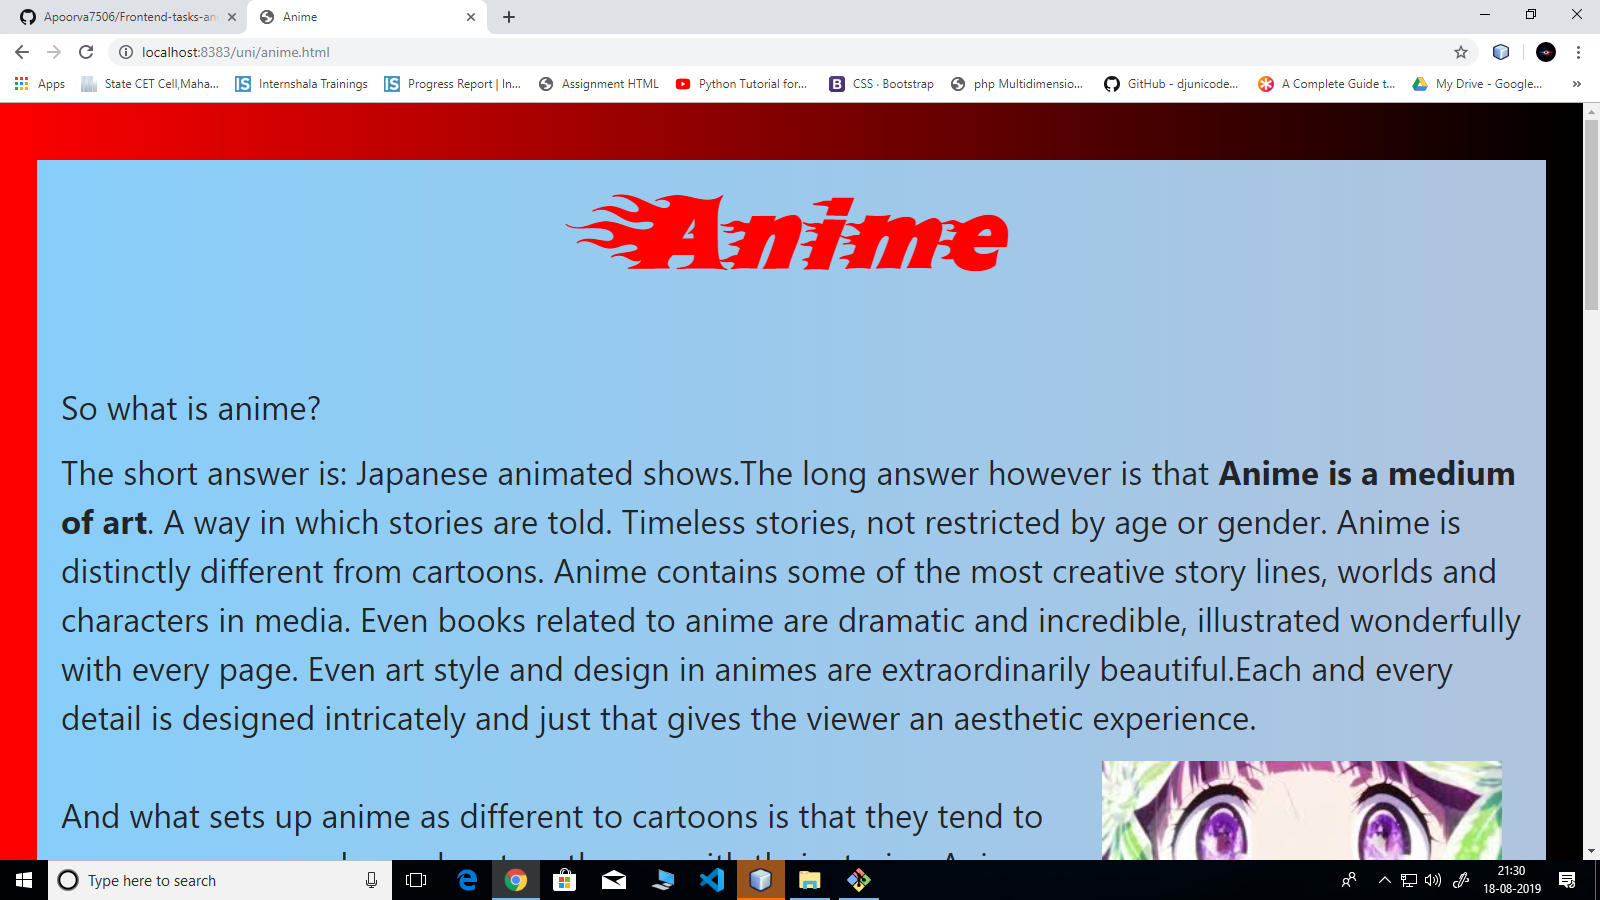 Apoorva7506/Frontend-tasks-an
Anime
localhost:8383/uni/anime.html
Apps
State CET Cell,Maha...
Internshala Trainings
Progress Report | In...
Assignment HTML
Python Tutorial for...
CSS · Bootstrap
php Multidimensio...
GitHub - djunicode...
A Complete Guide t...
My Drive - Google...
Anime
So what is anime?
The short answer is: Japanese animated shows.The long answer however is that Anime is a medium
of art. A way in which stories are told. Timeless stories, not restricted by age or gender. Anime is
distinctly different from cartoons. Anime contains some of the most creative story lines, worlds and
characters in media. Even books related to anime are dramatic and incredible, illustrated wonderfully
with every page. Even art style and design in animes are extraordinarily beautiful.Each and every
detail is designed intricately and just that gives the viewer an aesthetic experience.
And what sets up anime as different to cartoons is that they tend to
Type here to search
21:30
18-08-2019